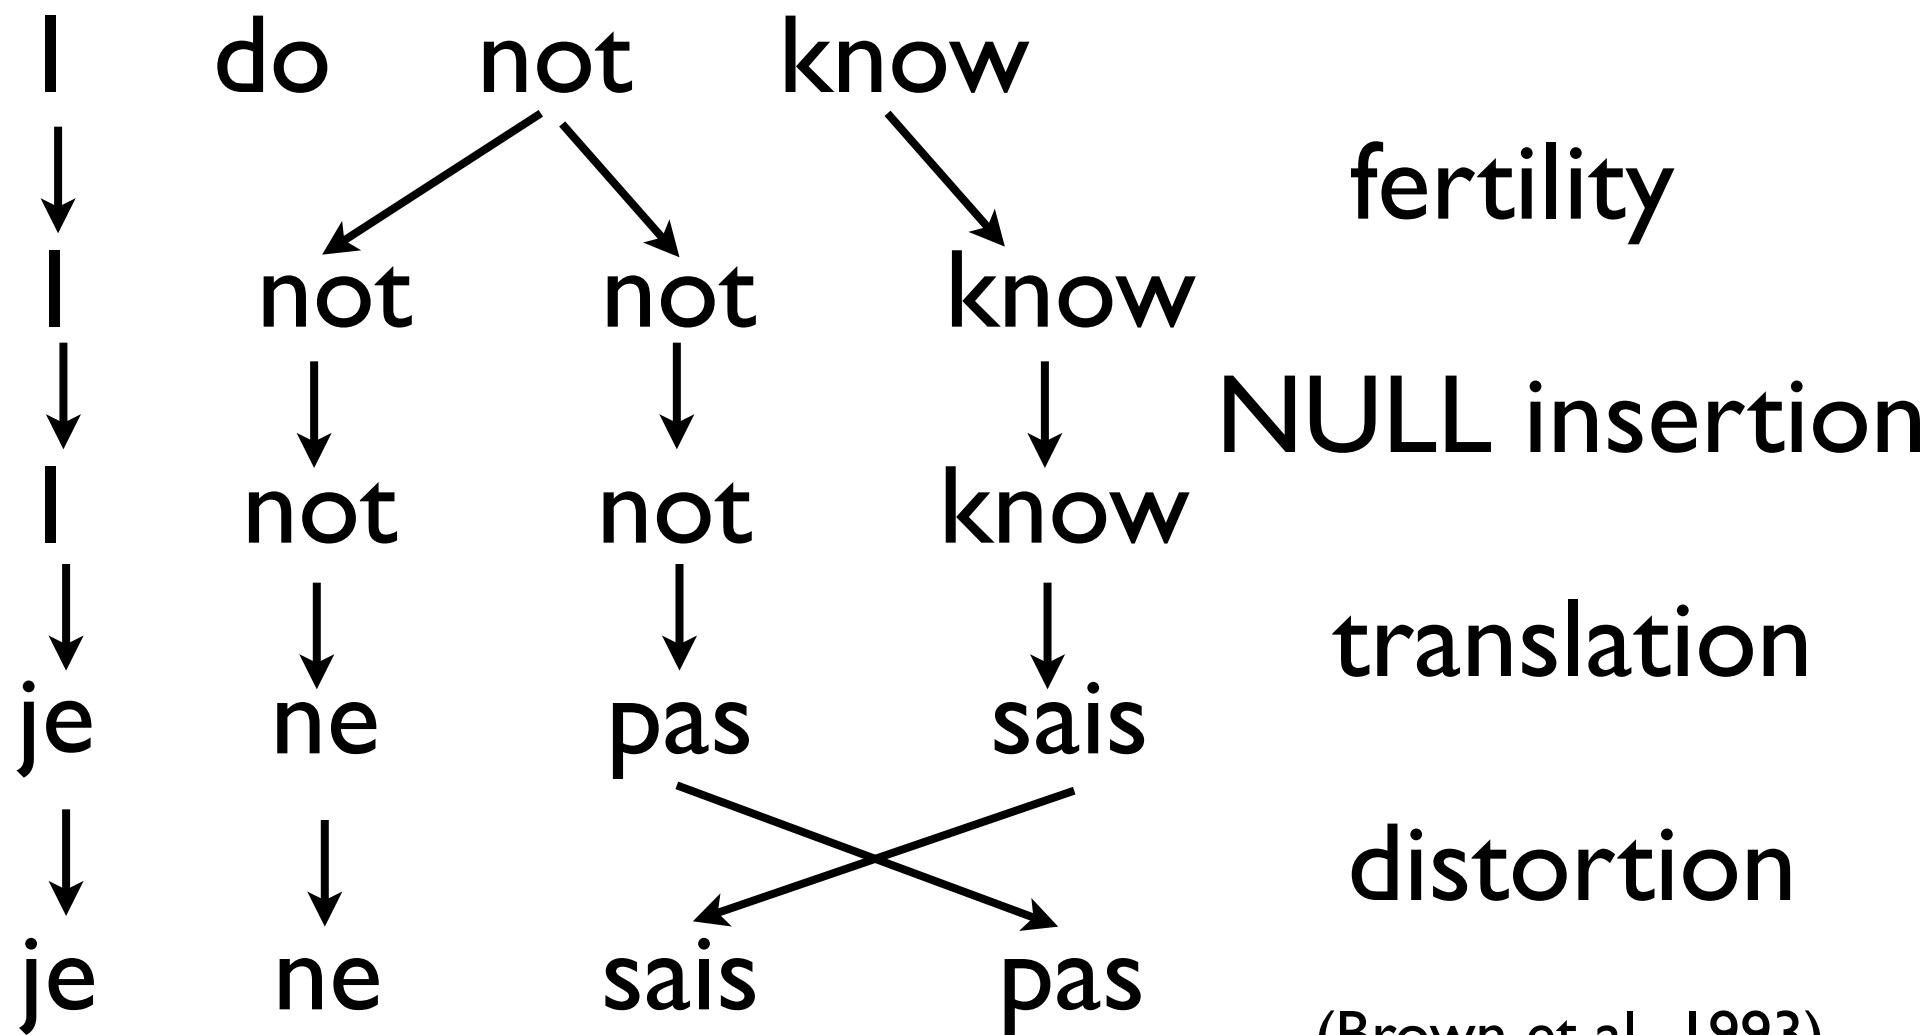 I do not know
fertility
I not not know
NULL insertion
I not not know
translation
je ne pas sais
distortion
je ne sais pas
(Brown et al., 1993)